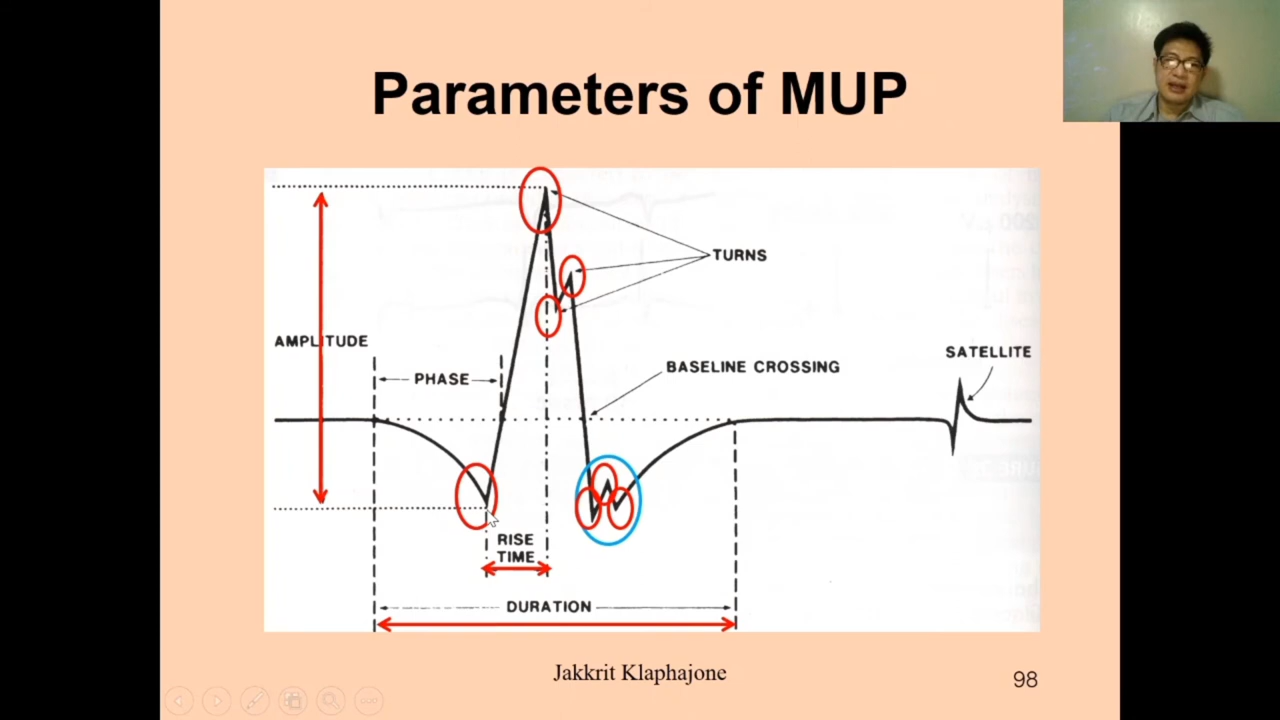 Parameters of MUP
TURNS
AMPLITUDE
SATELLITE
BASELINE CROSSING
PHASE
RISE
TIME
DURATION
Jakkrit Klaphajone
98